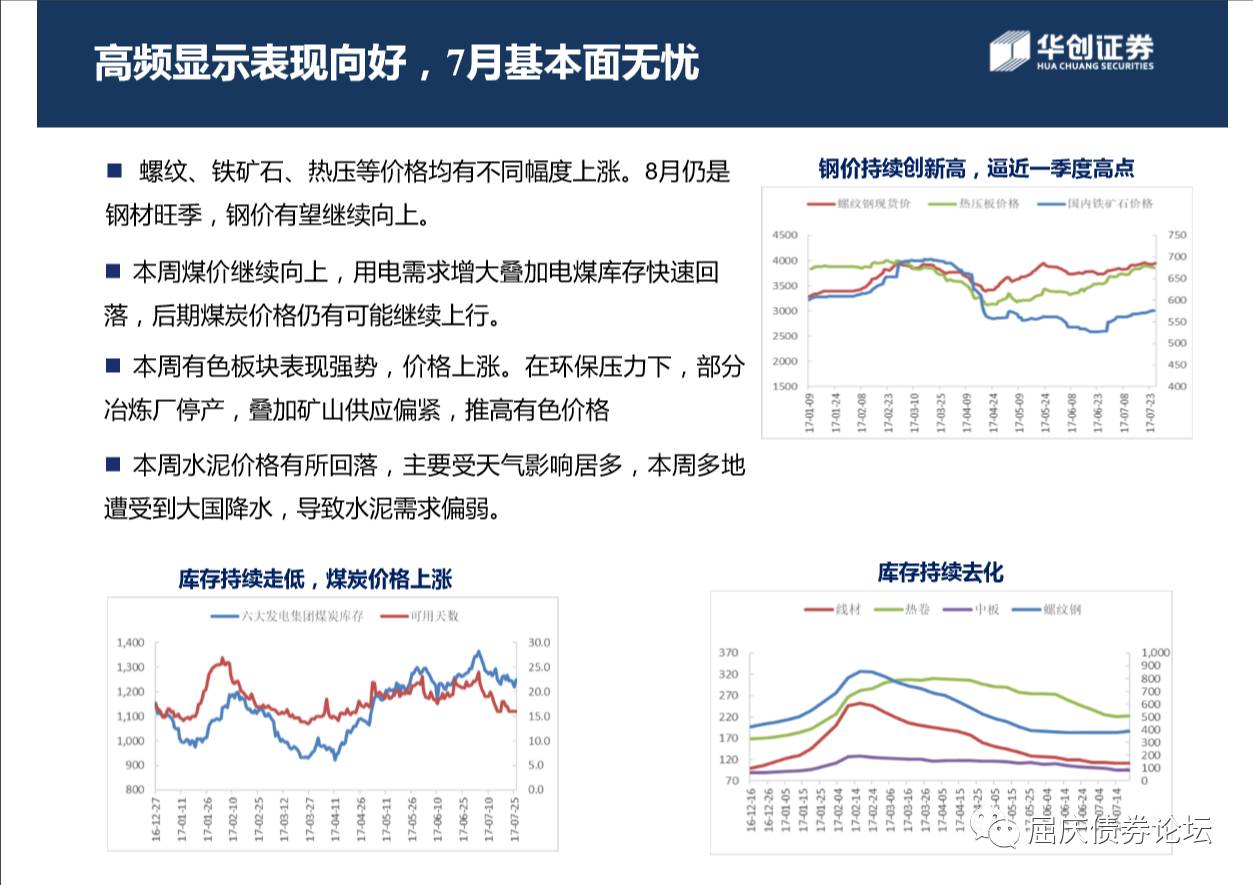 高频显示表现向好，7月基本面无忧
华创证券
HUA CHUANG SECURITIES
■ 螺纹、铁矿石、热压等价格均有不同幅度上涨。8月仍是
钢材旺季，钢价有望继续向上。
■ 本周煤价继续向上，用电需求增大叠加电煤库存快速回
落，后期煤炭价格仍有可能继续上行。
■ 本周有色板块表现强势，价格上涨。在环保压力下，部分
冶炼厂停产，叠加矿山供应偏紧，推高有色价格
■ 本周水泥价格有所回落，主要受天气影响居多，本周多地
遭受到大国降水，导致水泥需求偏弱。
钢价持续创新高，逼近一季度高点
螺纹钢现货价 热压板价格 国内铁矿石价格
4500 750
4000 700
3500 650
3000 600
2500 550
2000 500
1500 450
400
17-01-09 17-01-24 17-02-08 17-02-23 17-03-10 17-03-25 17-04-09 17-04-24 17-05-09 17-05-24 17-06-08 17-06-23 17-07-08 17-07-23
库存持续走低，煤炭价格上涨
六大发电集团煤炭库存 可用天数
1,400 30.0
1,300 25.0
1,200 20.0
1,100 15.0
1,000 10.0
900 5.0
800 0.0
16-12-27 17-01-11 17-01-26 17-02-10 17-02-25 17-03-12 17-03-27 17-04-11 17-04-26 17-05-11 17-05-26 17-06-10 17-06-25 17-07-10 17-07-25
库存持续去化
线材 热卷 中板 螺纹钢
370 1,000
320 900
270 800
220 700
170 600
120 500
70 400
300
200
100
0
16-12-16 16-12-26 17-01-05 17-01-15 17-01-25 17-02-04 17-02-14 17-02-24 17-03-06 17-03-16 17-03-26 17-04-05 17-04-15 17-04-25 17-05-05 17-05-15 17-05-25 17-06-04 17-06-14 17-06-24 17-07-04 17-07-14
屈庆债券论坛